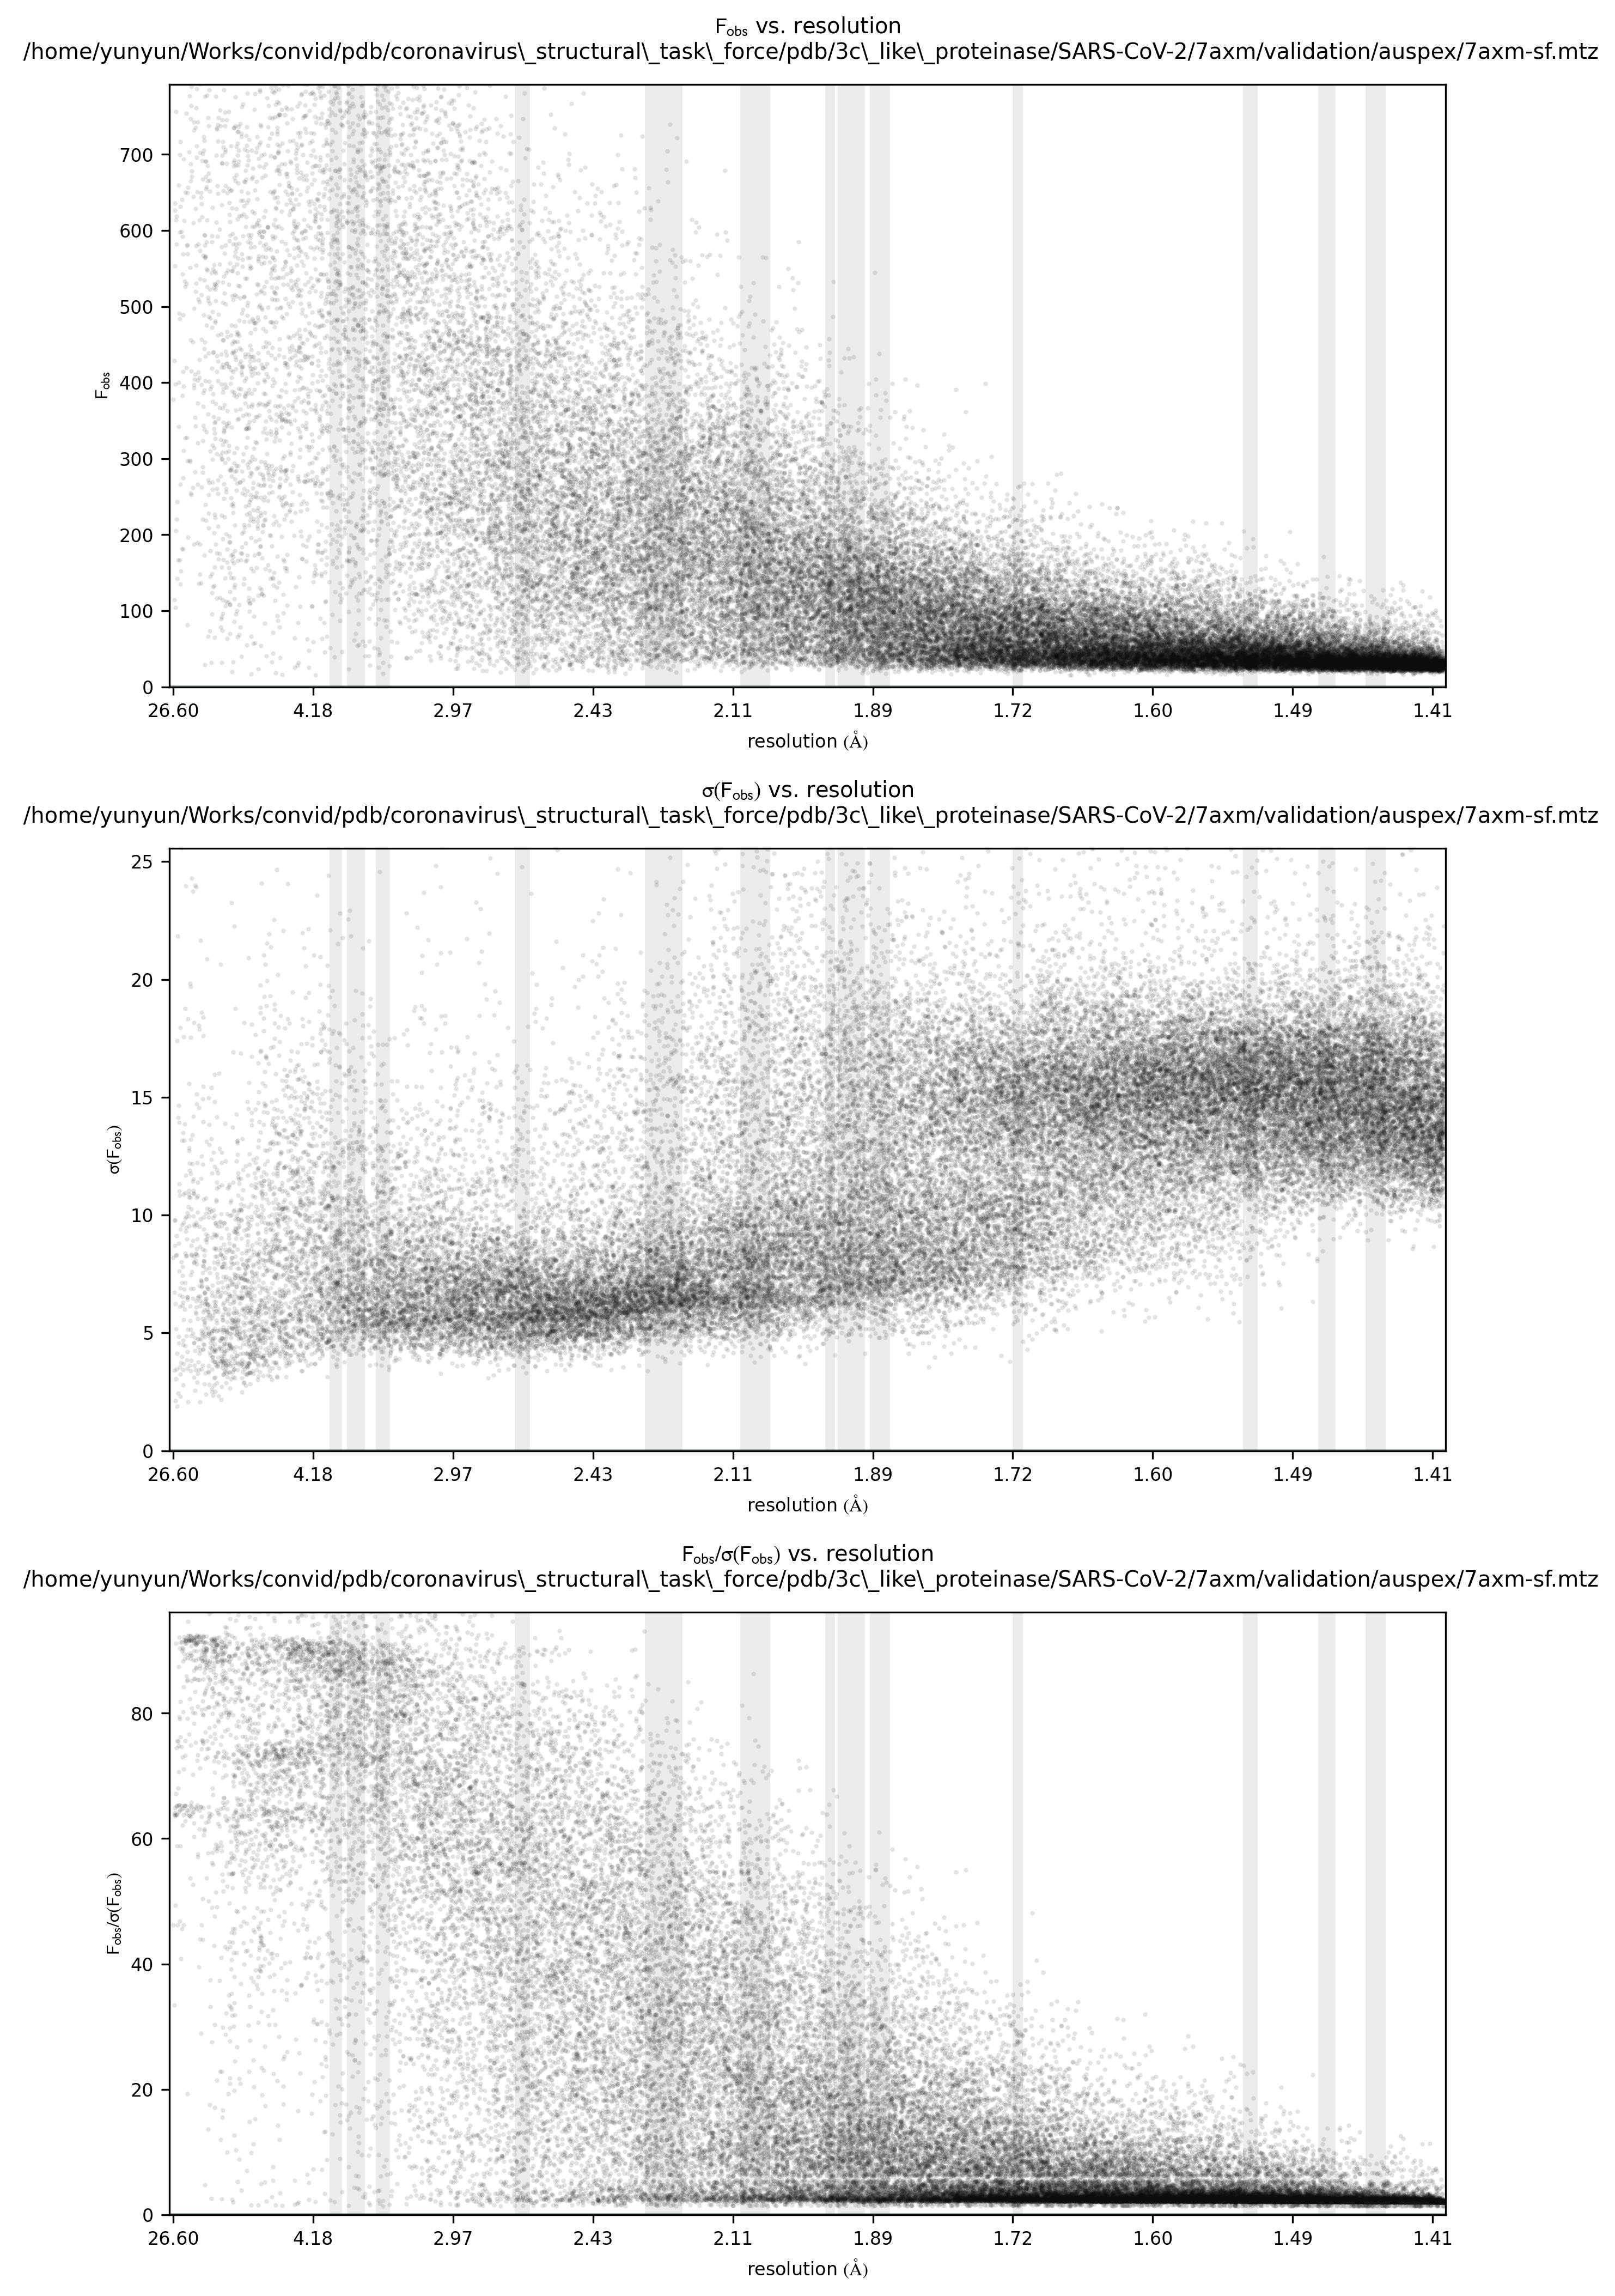 Fobs vs. resolution
/home/yunyun/Works/convid/pdb/coronavirus\_structural\_task\_force/pdb/3c\_like\_proteinase/SARS-CoV-2/7axm/validation/auspex/7axm-sf.mtz
700
600
500
400
300
200
100
0
Fobs
26.60 4.18 2.97 2.43 2.11 1.89 1.72 1.60 1.49 1.41
resolution (Å)
σ(Fobs) vs. resolution
/home/yunyun/Works/convid/pdb/coronavirus\_structural\_task\_force/pdb/3c\_like\_proteinase/SARS-CoV-2/7axm/validation/auspex/7axm-sf.mtz
25
20
15
10
5
0
σ(Fobs)
26.60 4.18 2.97 2.43 2.11 1.89 1.72 1.60 1.49 1.41
resolution (Å)
Fobs/σ(Fobs) vs. resolution
/home/yunyun/Works/convid/pdb/coronavirus\_structural\_task\_force/pdb/3c\_like\_proteinase/SARS-CoV-2/7axm/validation/auspex/7axm-sf.mtz
80
60
40
20
0
Fobs/σ(Fobs)
26.60 4.18 2.97 2.43 2.11 1.89 1.72 1.60 1.49 1.41
resolution (Å)